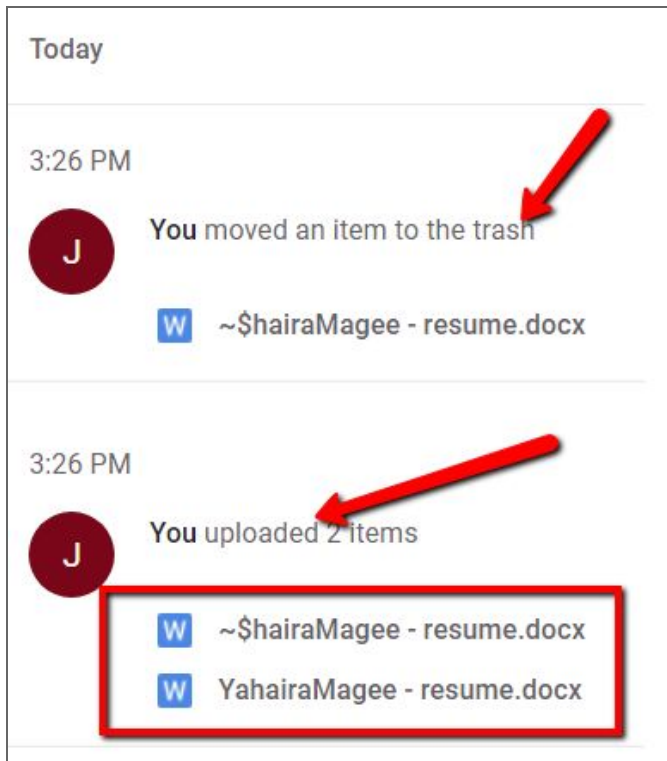 Today
3:26 PM
J
You moved an item to the trash
W ~$hairaMagee - resume.docx
3:26 PM
J
You uploaded 2 items
W ~$hairaMagee - resume.docx
W YahairaMagee - resume.docx